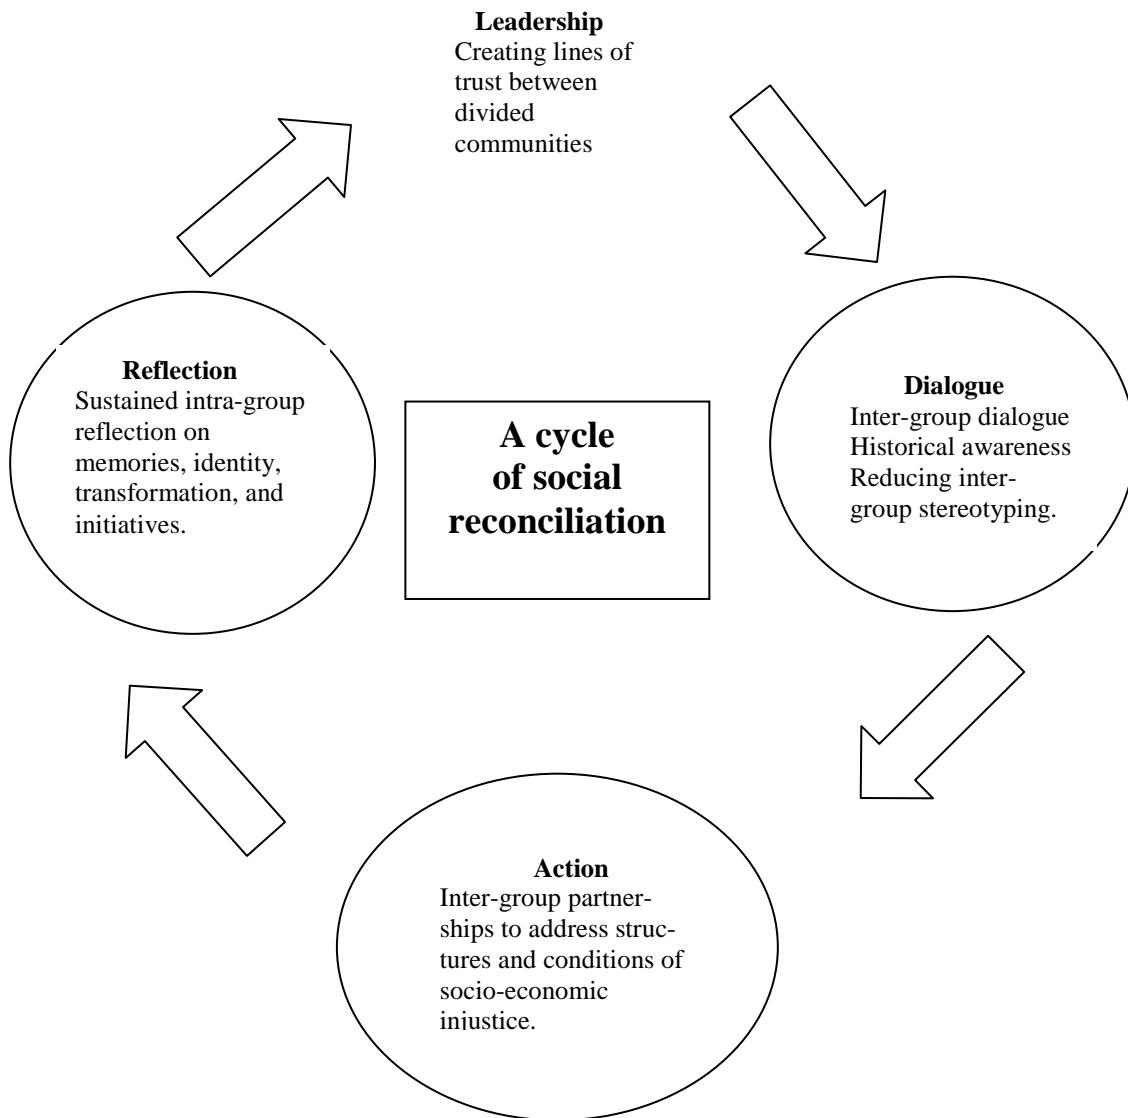 Leadership
Creating lines of
trust between
divided
communities
Reflection
Sustained intra-group
reflection on
memories, identity,
transformation, and
initiatives.
A cycle
of social
reconciliation
Dialogue
Inter-group dialogue
Historical awareness
Reducing inter-
group stereotyping.
Action
Inter-group partner-
ships to address struc-
tures and conditions of
socio-economic
injustice.